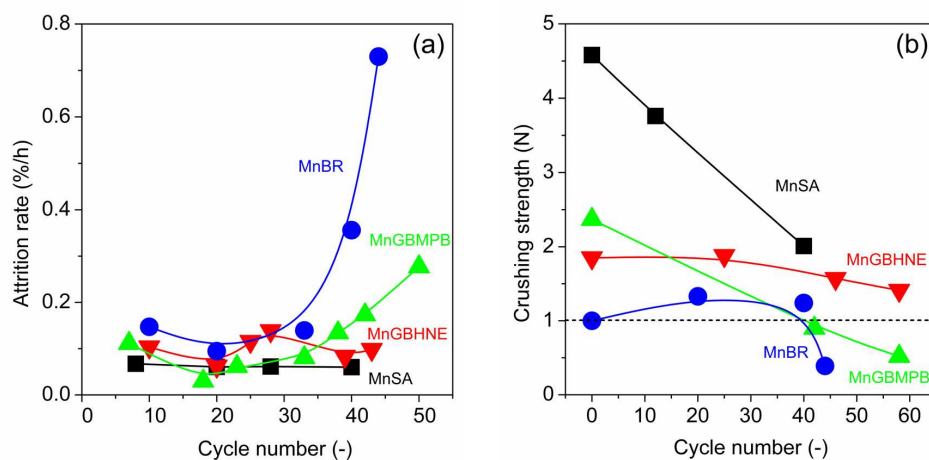 (a)
0.8
0.6
0.4
0.2
0.0
Attrition rate (%/h)
MnBR
MnGBMPB
MnGBHNE
MnSA
0 10 20 30 40 50
Cycle number (-)
(b)
5
4
3
2
1
0
Crushing strength (N)
MnSA
MnGBHNE
MnBR
MnGBMPB
0 10 20 30 40 50 60
Cycle number (-)